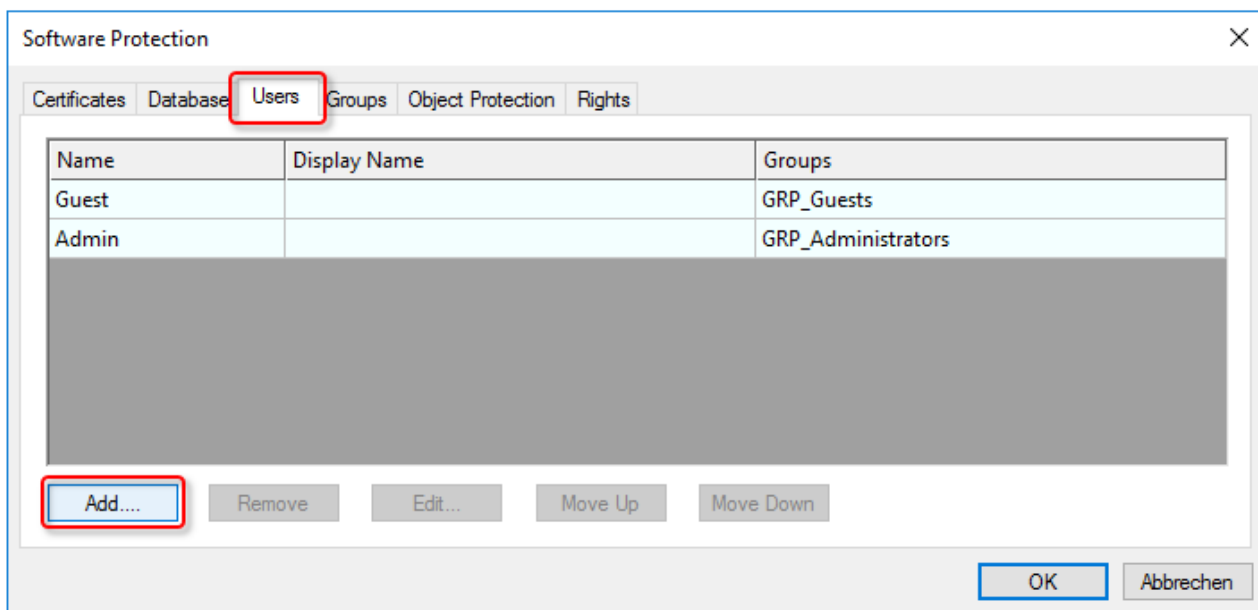 Software Protection
Certificates Database Users Groups Object Protection Rights
Name Display Name Groups
Guest GRP_Guests
Admin GRP_Administrators
Add.... Remove Edit... Move Up Move Down
OK Abbrechen